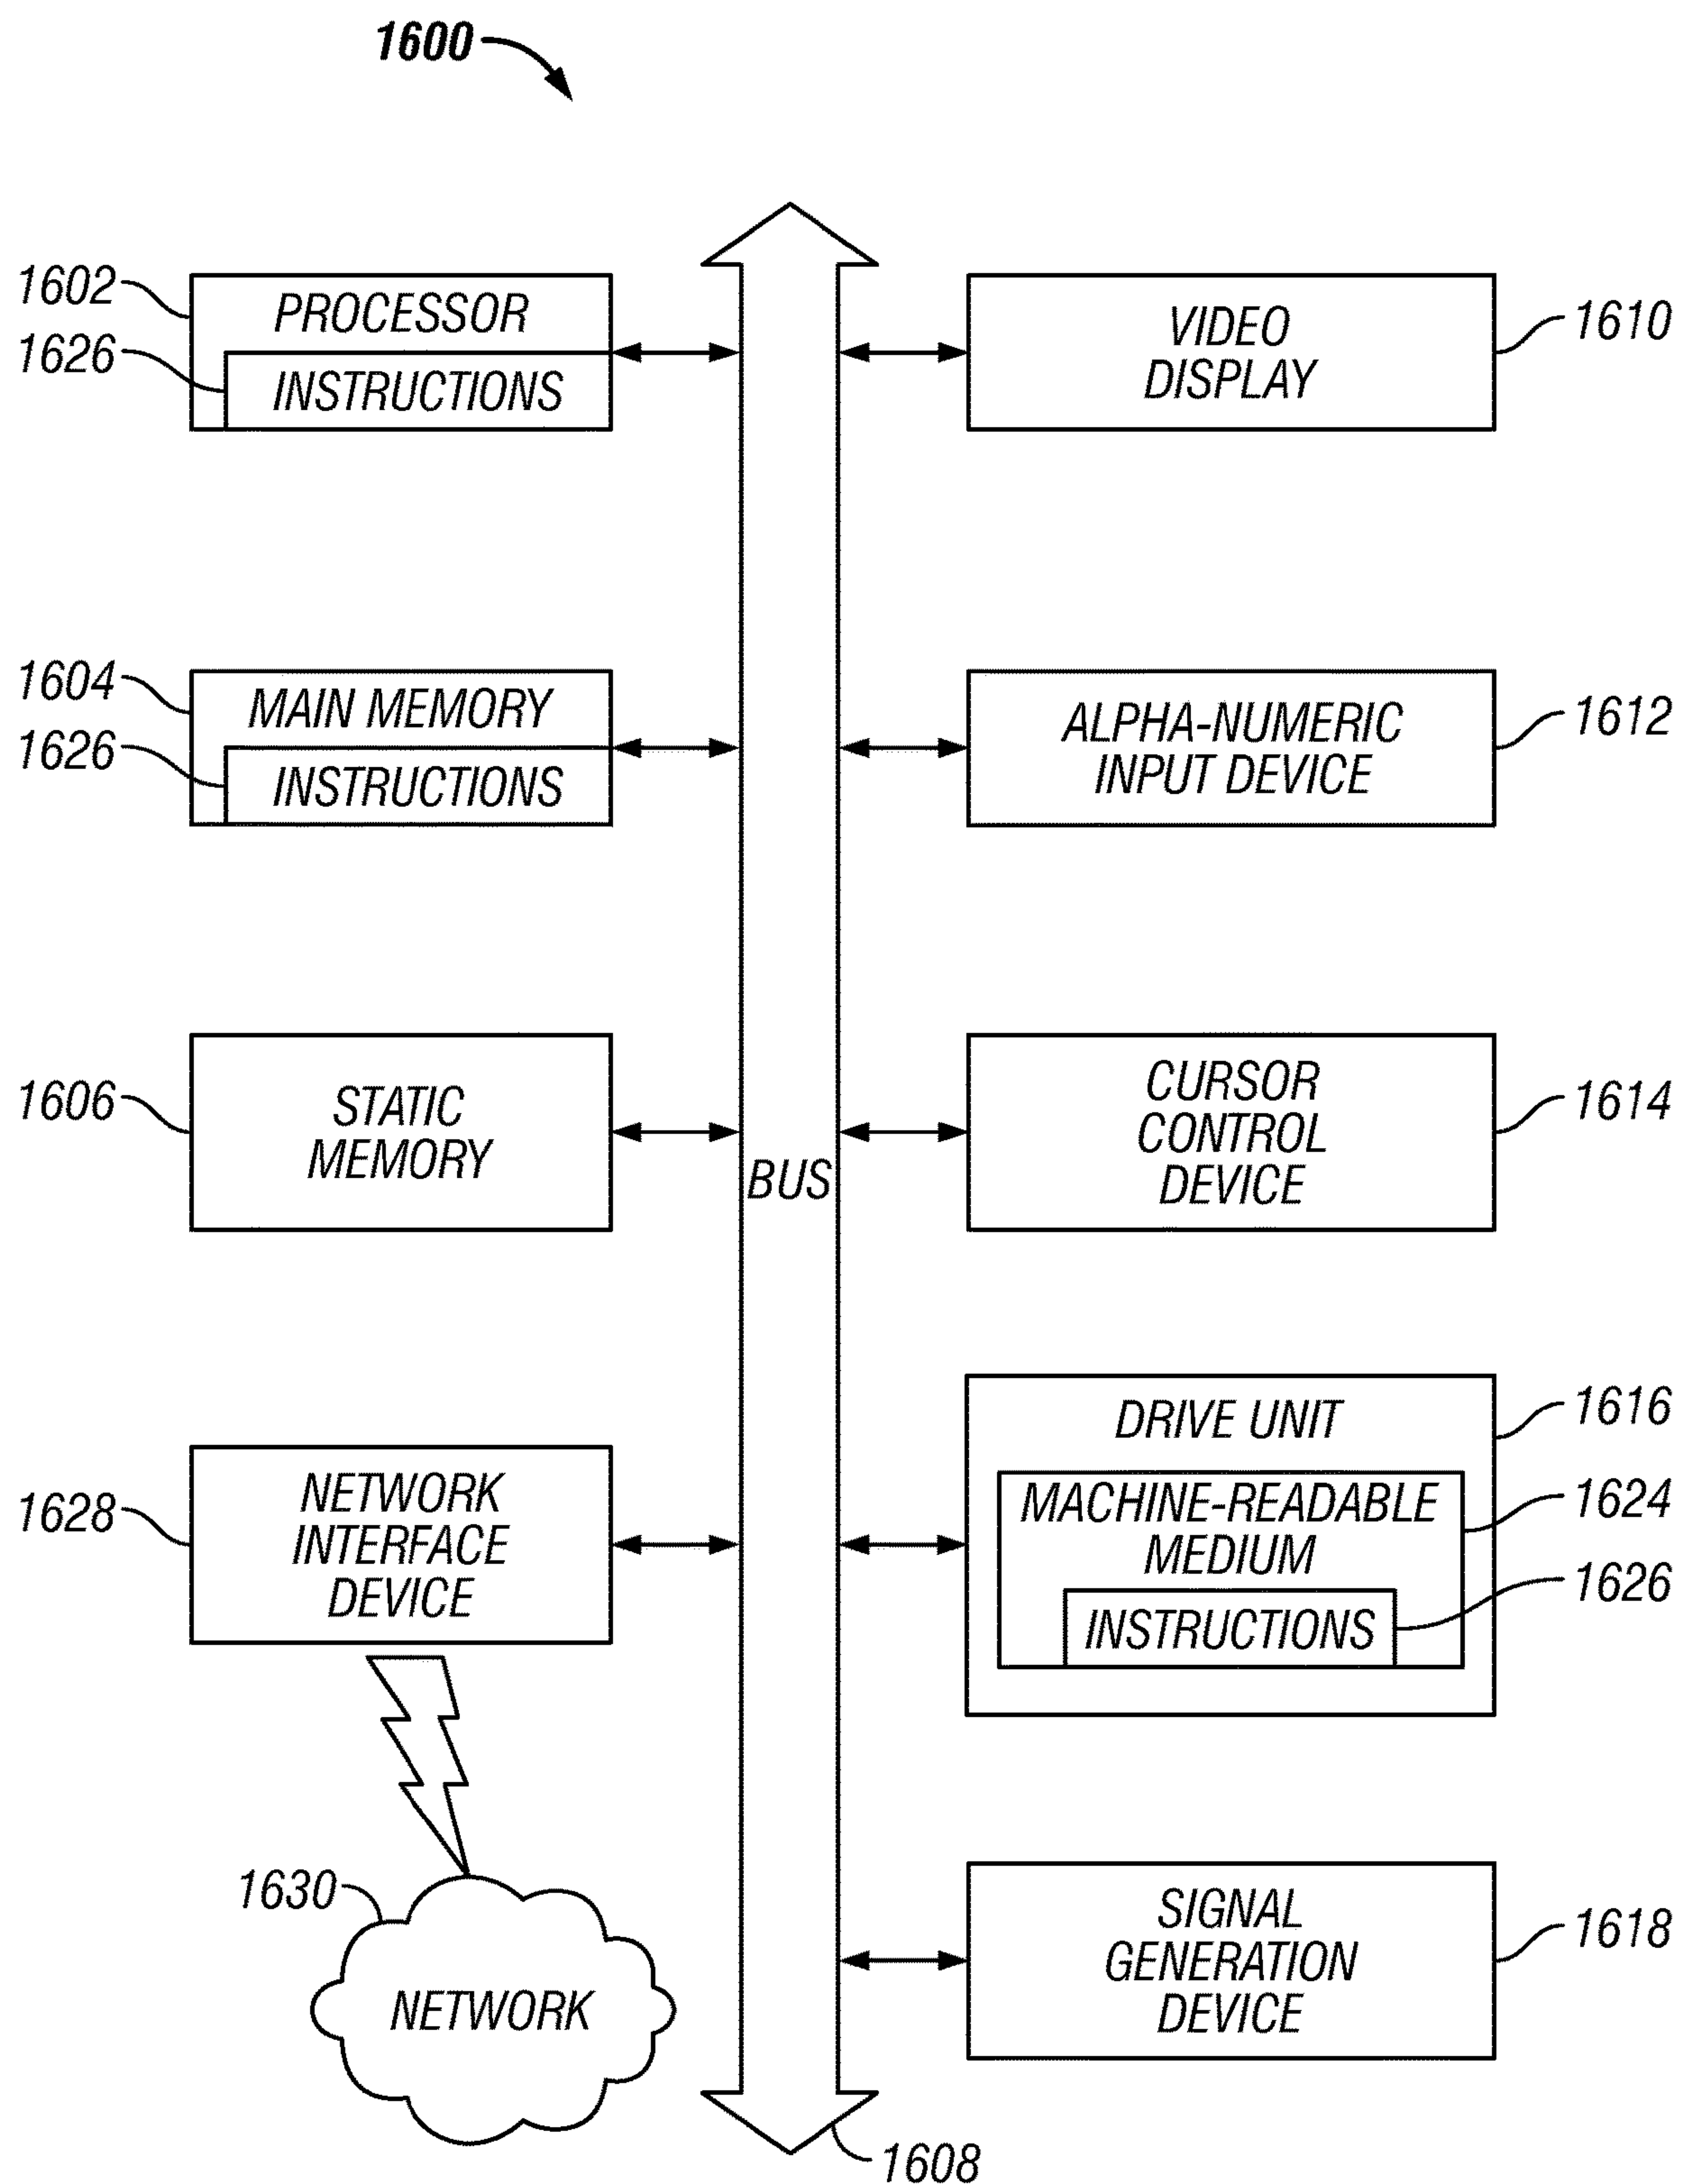 1600
1602
PROCESSOR
1626
INSTRUCTIONS
VIDEO
DISPLAY
1610
1604
MAIN MEMORY
1626
INSTRUCTIONS
ALPHA-NUMERIC
INPUT DEVICE
1612
1606
STATIC
MEMORY
BUS
CURSOR
CONTROL
DEVICE
1614
1628
NETWORK
INTERFACE
DEVICE
DRIVE UNIT
1616
MACHINE-READABLE
MEDIUM
1624
INSTRUCTIONS
1626
1630
NETWORK
SIGNAL
GENERATION
DEVICE
1618
1608